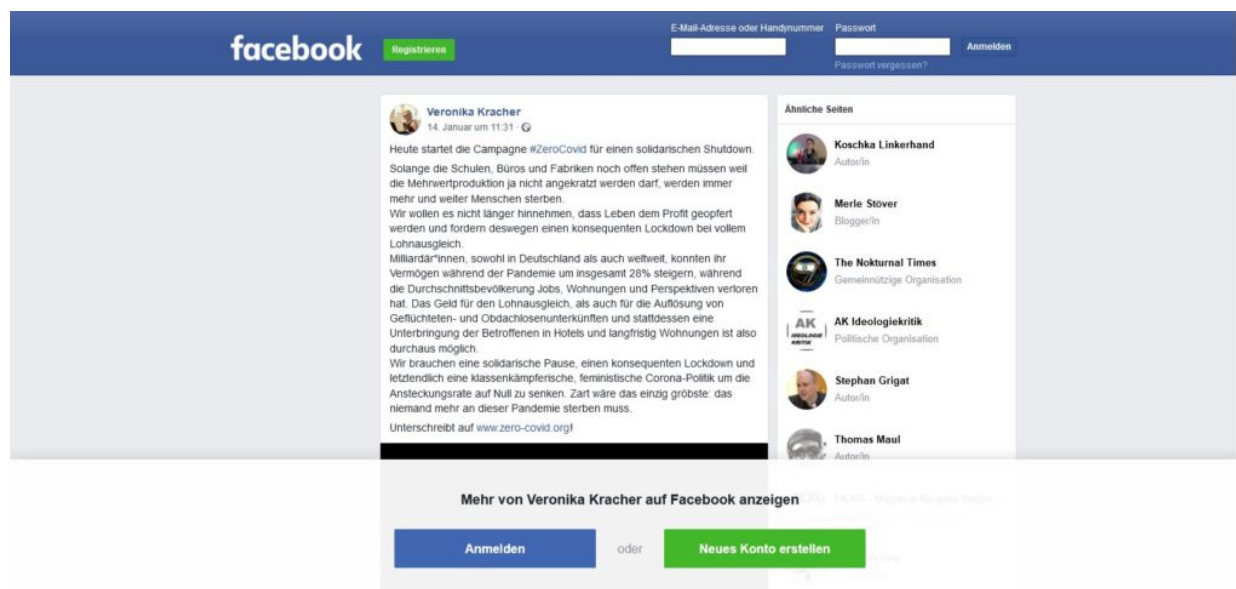 facebook
Registrieren
E-Mail-Adresse oder Handynummer
Passwort
Anmelden
Passwort vergessen?
Veronika Kracher
14. Januar um 11:31 ·
Heute startet die Campagne #ZeroCovid für einen solidarischen Shutdown.
Solange die Schulen, Büros und Fabriken noch offen stehen müssen weil
die Mehrwertproduktion ja nicht angekratzt werden darf, werden immer
mehr und weiter Menschen sterben.
Wir wollen es nicht länger hinnehmen, dass Leben dem Profit geopfert
werden und fordern deswegen einen konsequenten Lockdown bei vollem
Lohnausgleich.
Milliardär*innen, sowohl in Deutschland als auch weltweit, konnten ihr
Vermögen während der Pandemie um insgesamt 28% steigern, während
die Durchschnittsbevölkerung Jobs, Wohnungen und Perspektiven verloren
hat. Das Geld für den Lohnausgleich, als auch für die Auflösung von
Geflüchteten- und Obdachlosenunterkünften und stattdessen eine
Unterbringung der Betroffenen in Hotels und langfristig Wohnungen ist also
durchaus möglich.
Wir brauchen eine solidarische Pause, einen konsequenten Lockdown und
letztendlich eine klassenkämpferische, feministische Corona-Politik um die
Ansteckungsrate auf Null zu senken. Zart wäre das einzig gröbste: das
niemand mehr an dieser Pandemie sterben muss.
Unterschreibt auf www.zero-covid.org!
Ähnliche Seiten
Koschka Linkerhand
Autor/in
Merle Stöver
Blogger/in
The Nokturnal Times
Gemeinnützige Organisation
AK
IDEOLOGIE
KRITIK
AK Ideologiekritik
Politische Organisation
Stephan Grigat
Autor/in
Thomas Maul
Autor/in
Mehr von Veronika Kracher auf Facebook anzeigen
Anmelden
oder
Neues Konto erstellen